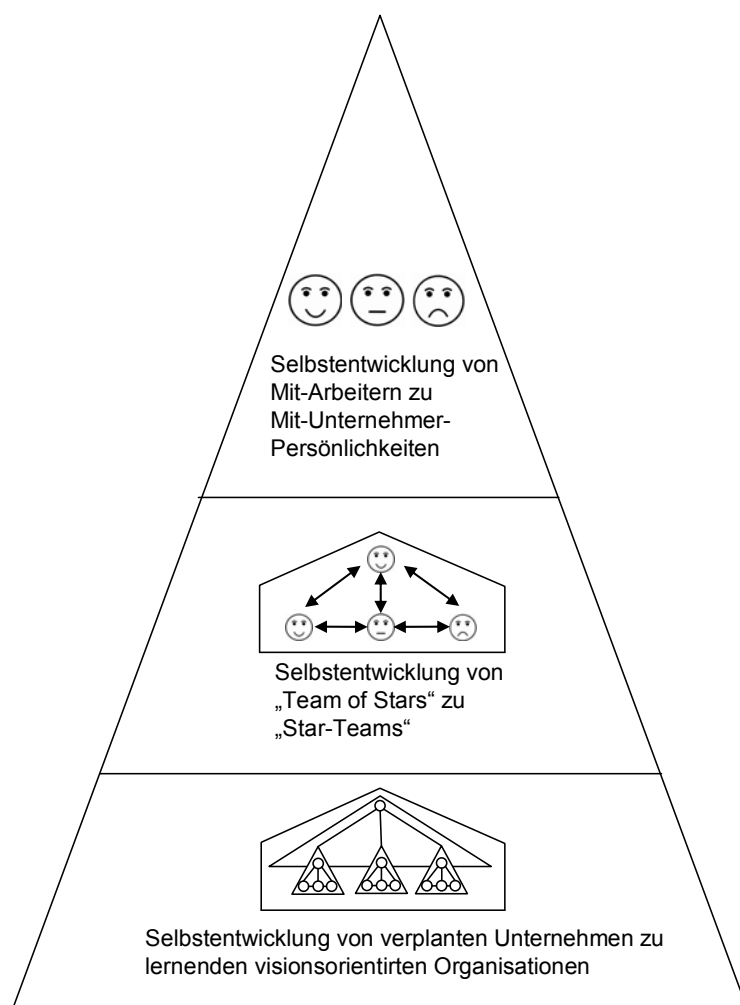 Selbstentwicklung von
Mit-Arbeitern zu
Mit-Unternehmer-
Persönlichkeiten
Selbstentwicklung von
„Team of Stars“ zu
„Star-Teams“
Selbstentwicklung von verplanten Unternehmen zu
lernenden visionsorientirten Organisationen